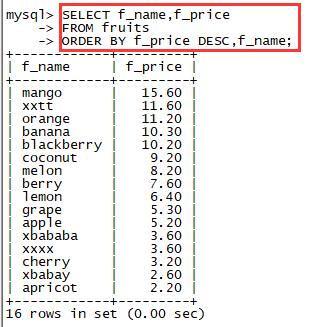 mysql> SELECT f_name,f_price
    -> FROM fruits
    -> ORDER BY f_price DESC,f_name;
+------------+---------+
| f_name     | f_price |
+------------+---------+
| mango      |   15.60 |
| xxtt       |   11.60 |
| orange     |   11.20 |
| banana     |   10.30 |
| blackberry |   10.20 |
| coconut    |    9.20 |
| melon      |    8.20 |
| berry      |    7.60 |
| lemon      |    6.40 |
| grape      |    5.30 |
| apple      |    5.20 |
| xbababa    |    3.60 |
| xxxx       |    3.60 |
| cherry     |    3.20 |
| xbabay     |    2.60 |
| apricot    |    2.20 |
+------------+---------+
16 rows in set (0.00 sec)